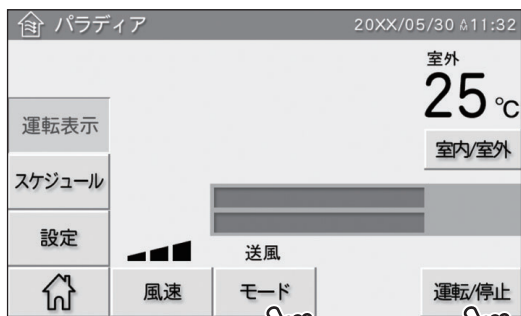 パラディア 20XX/05/30 11:32
室外
25℃
運転表示
室内/室外
スケジュール
設定
送風
風速 モード 運転/停止